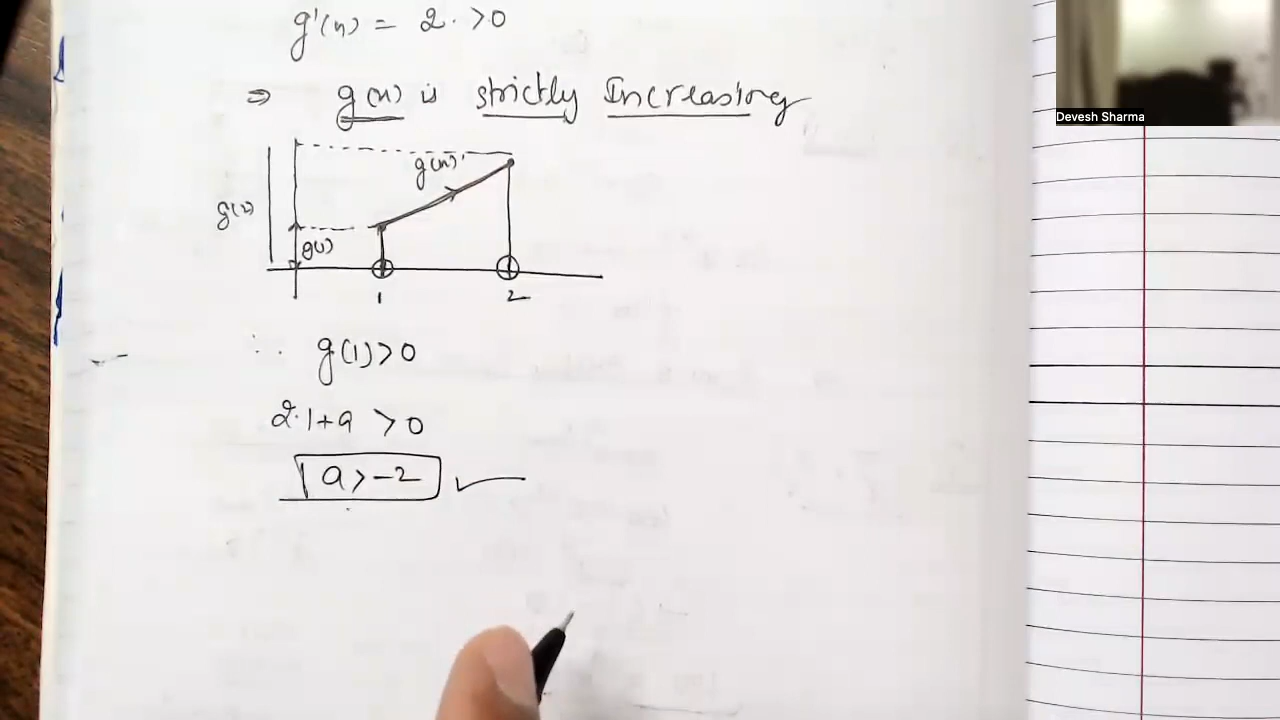 g'(x) = 2 > 0
⇒ g(x) is strictly Increasing
g(x)
g(2)
g(1)
1 2
∴ g(1) > 0
2·1+a > 0
a > -2
Devesh Sharma